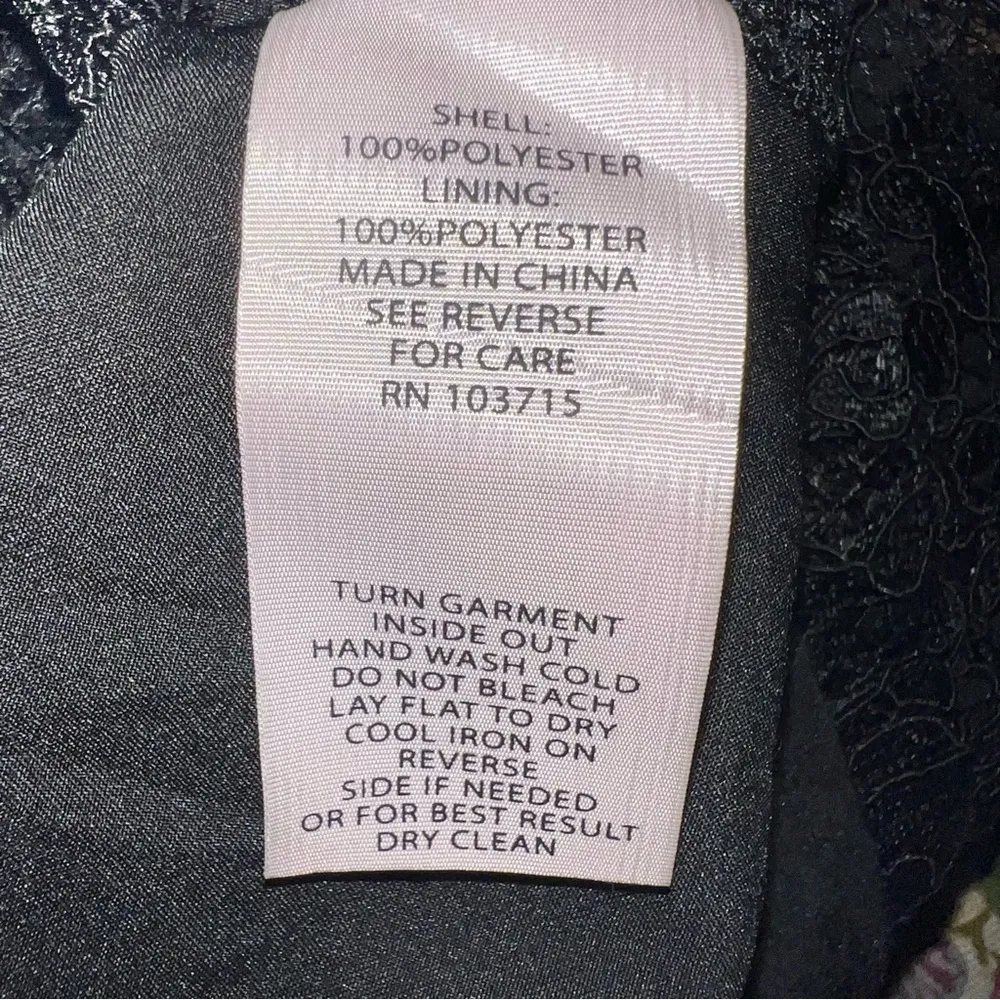 SHELL:
100%POLYESTER
LINING:
100%POLYESTER
MADE IN CHINA
SEE REVERSE
FOR CARE
RN 103715
TURN GARMENT
INSIDE OUT
HAND WASH COLD
DO NOT BLEACH
LAY FLAT TO DRY
COOL IRON ON
REVERSE
SIDE IF NEEDED
OR FOR BEST RESULT
DRY CLEAN